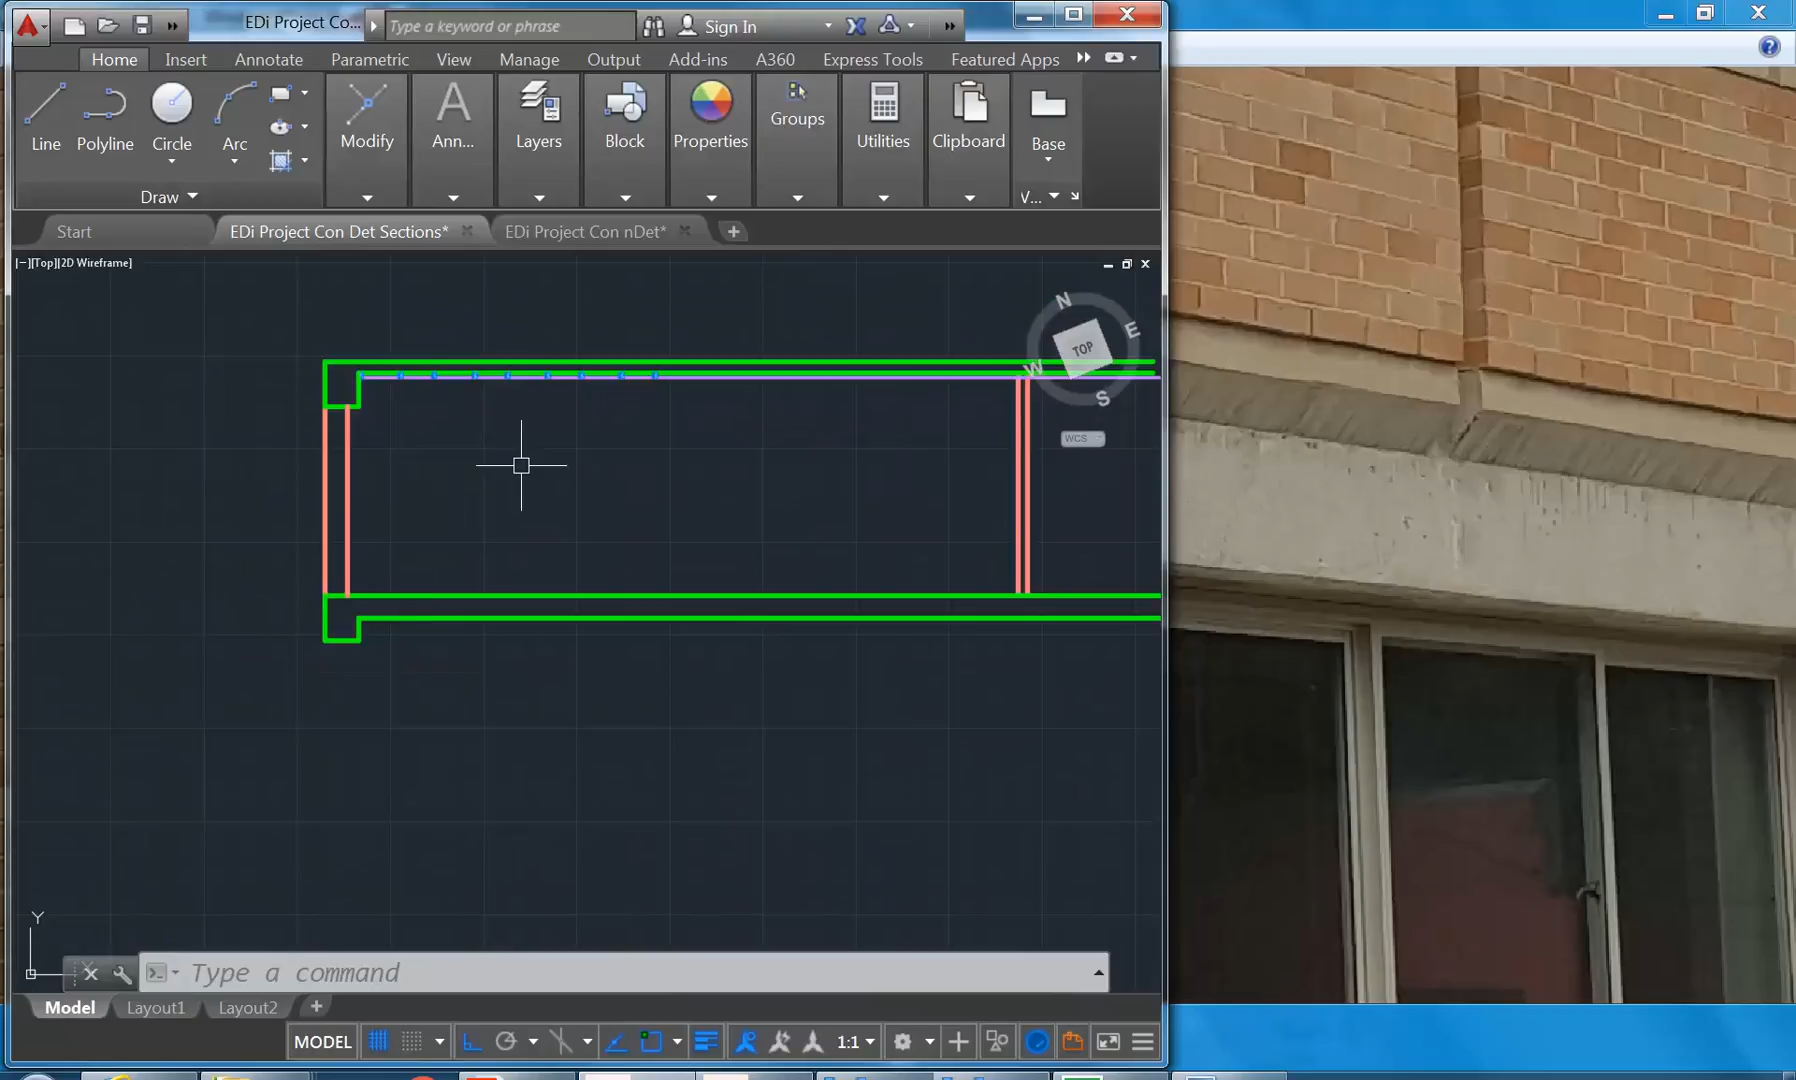 EDi Project Co...
Type a keyword or phrase
Sign In
Home Insert Annotate Parametric View Manage Output Add-ins A360 Express Tools Featured Apps
Line Polyline Circle Arc Modify Ann... Layers Block Properties Groups Utilities Clipboard Base
Draw V...
Start EDi Project Con Det Sections* EDi Project Con nDet*
[−][Top][2D Wireframe]
N
E
TOP
W
S
WCS
Y
Type a command
Model Layout1 Layout2
MODEL 1:1